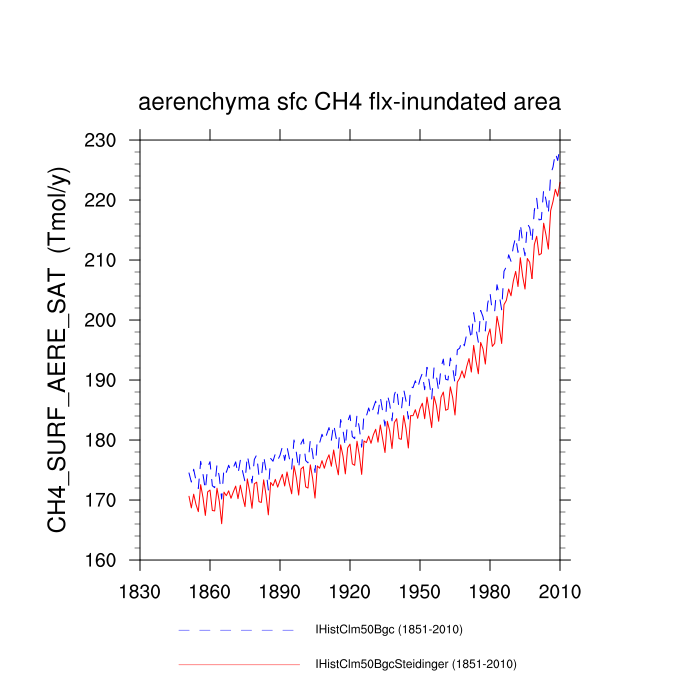 aerenchyma sfc CH4 flx-inundated area
CH4_SURF_AERE_SAT (Tmol/y)
230
220
210
200
190
180
170
160
1830 1860 1890 1920 1950 1980 2010
IHistClm50Bgc (1851-2010)
IHistClm50BgcSteidinger (1851-2010)